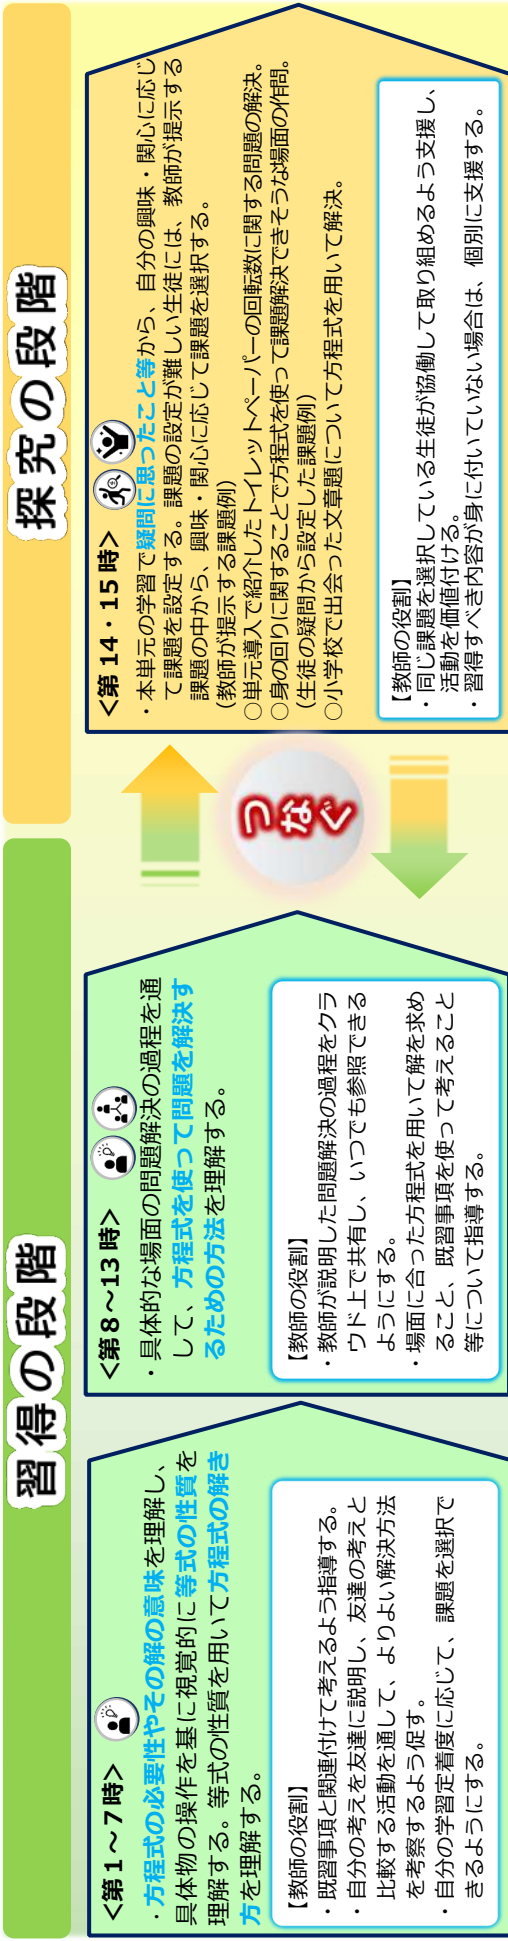 習得の段階
<第1～7時>
・方程式の必要性やその解の意味を理解し、
具体物の操作を基に視覚的に等式の性質を
理解する。等式の性質を用いて方程式の解き
方を理解する。
【教師の役割】
・既習事項と関連付けて考えるよう指導する。
・自分の考えを友達に説明し、友達の考えと
比較する活動を通して、よりよい解決方法
を考察するよう促す。
・自分の学習定着度に応じて、課題を選択で
きるようにする。
<第８～13時>
・具体的な場面の問題解決の過程を通
して、方程式を使って問題を解決す
るための方法を理解する。
【教師の役割】
・教師が説明した問題解決の過程をクラ
ウド上で共有し、いつでも参照できる
ようにする。
・場面に合った方程式を用いて解を求め
ること、既習事項を使って考えること
等について指導する。
つなぐ
探究の段階
<第14・15時>
・本単元の学習で疑問に思ったこと等から、自分の興味・関心に応じ
て課題を設定する。課題の設定が難しい生徒には、教師が提示する
課題の中から、興味・関心に応じて課題を選択する。
（教師が提示する課題例）
○単元導入で紹介したトイレットペーパーの回転数に関する問題の解決。
○身の回りに関することで方程式を使って課題解決できそうな場面の作問。
（生徒の疑問から設定した課題例）
○小学校で出会った文章題について方程式を用いて解決。
【教師の役割】
・同じ課題を選択している生徒が協働して取り組めるよう支援し、
活動を価値付ける。
・習得すべき内容が身に付いていない場合は、個別に支援する。